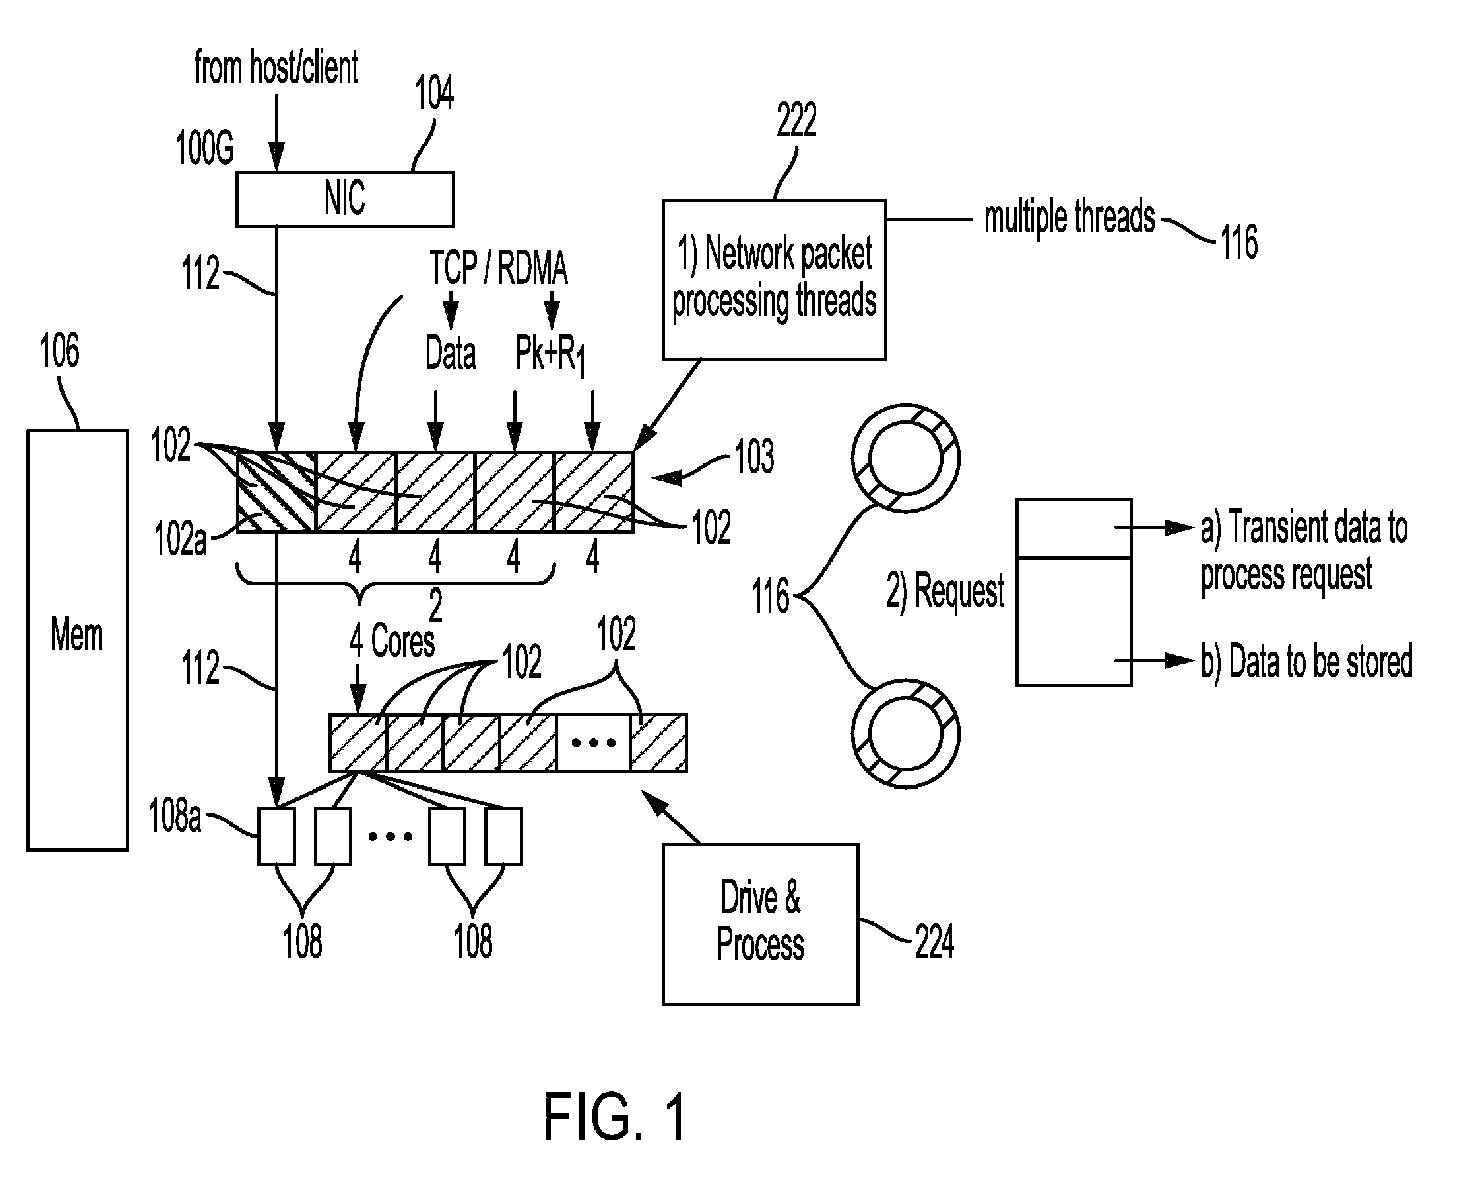 from host/client
104
100G
NIC
222
1) Network packet
processing threads
multiple threads
116
112
TCP / RDMA
Data
Pk+R1
106
Mem
102
102a
103
102
4
4
4
4
2
4 Cores
112
102
102
116
2) Request
a) Transient data to
process request
b) Data to be stored
108a
108
108
Drive &
Process
224
FIG. 1